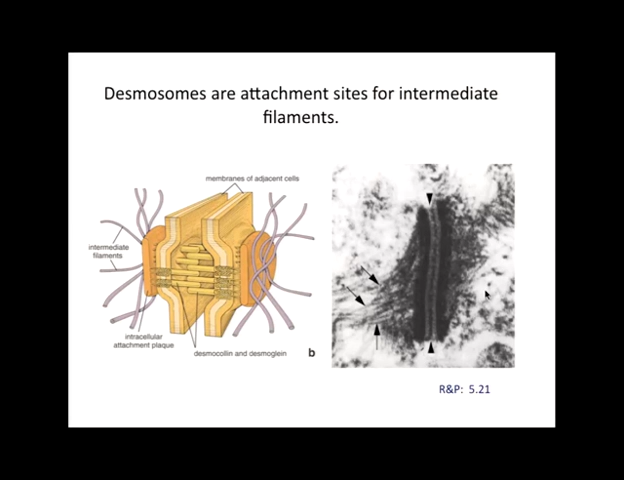 Desmosomes are attachment sites for intermediate
filaments.
membranes of adjacent cells
intermediate
filaments
intracellular
attachment plaque
desmocollin and desmoglein
b
R&P: 5.21